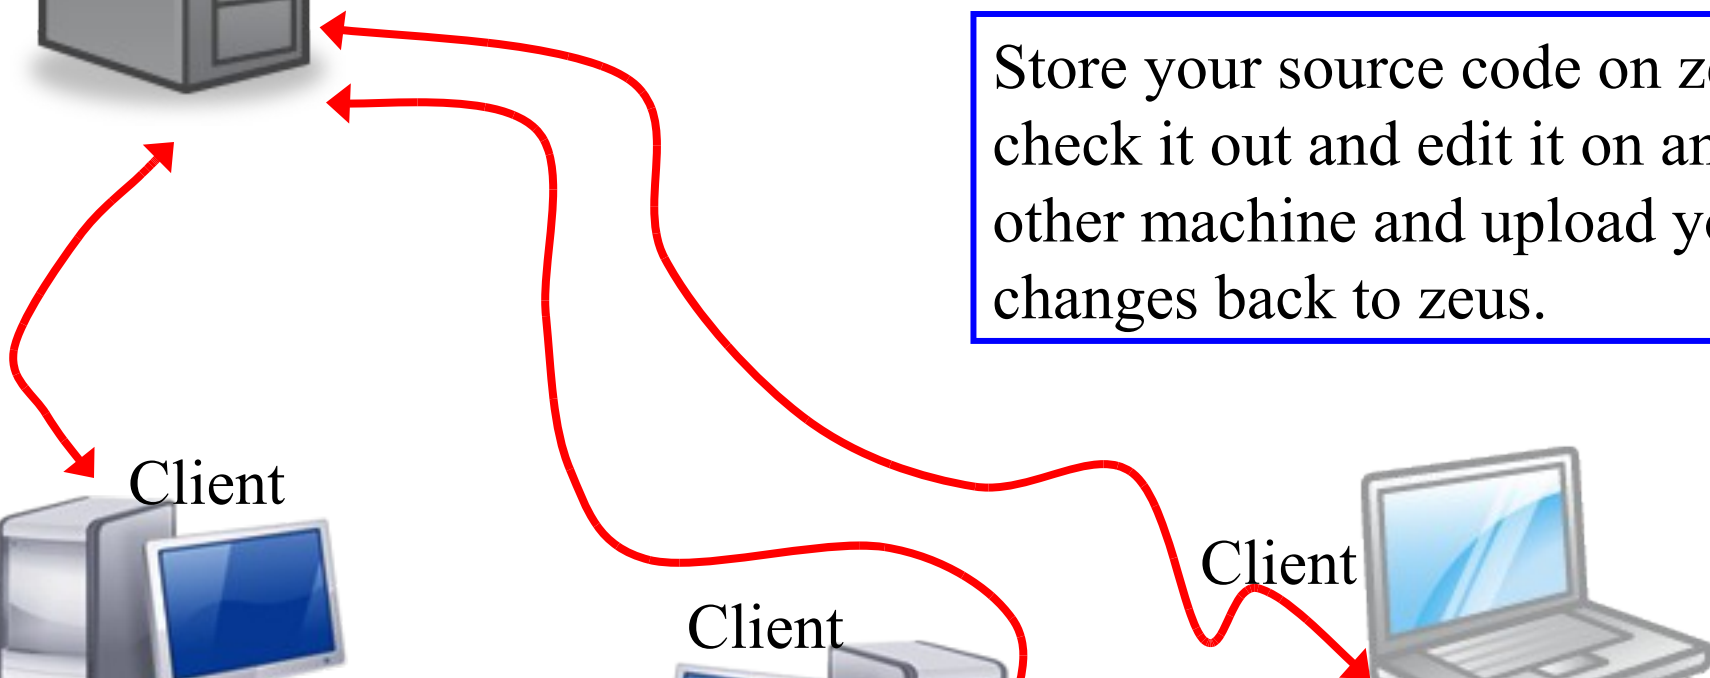 Store your source code on
check it out and edit it on
other machine and upload
changes back to zeus.
Client
Client
Client